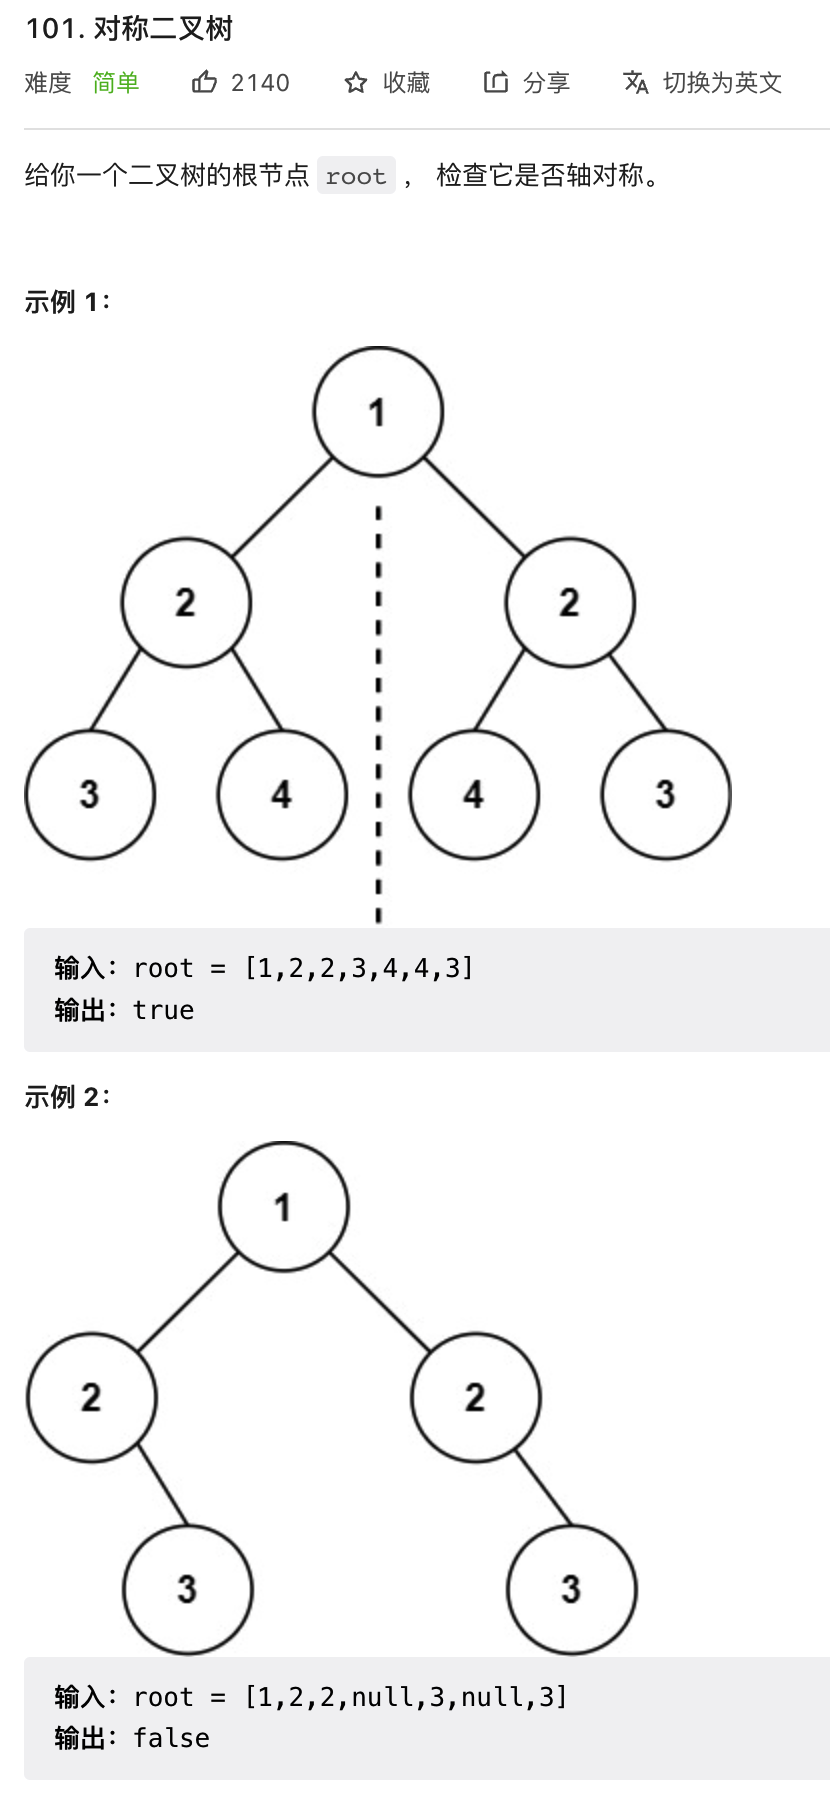 101. 对称二叉树
难度 简单 2140 收藏 分享 切换为英文
给你一个二叉树的根节点 root ， 检查它是否轴对称。
示例 1：
1
2 2
3 4 4 3
输入：root = [1,2,2,3,4,4,3]
输出：true
示例 2：
1
2 2
3 3
输入：root = [1,2,2,null,3,null,3]
输出：false